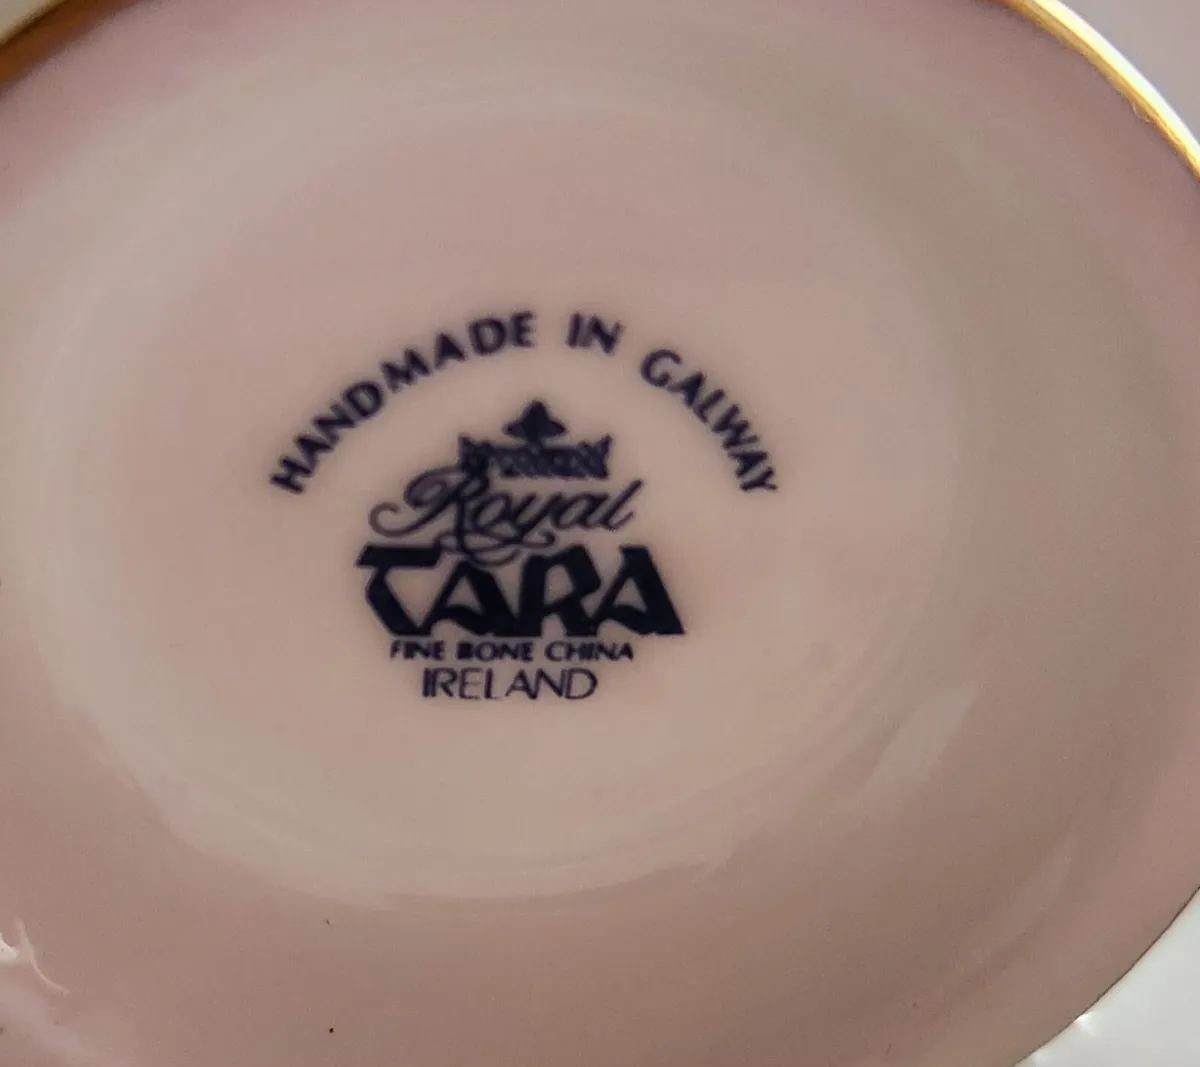 HANDMADE IN GALWAY
Royal
TARA
FINE BONE CHINA
IRELAND